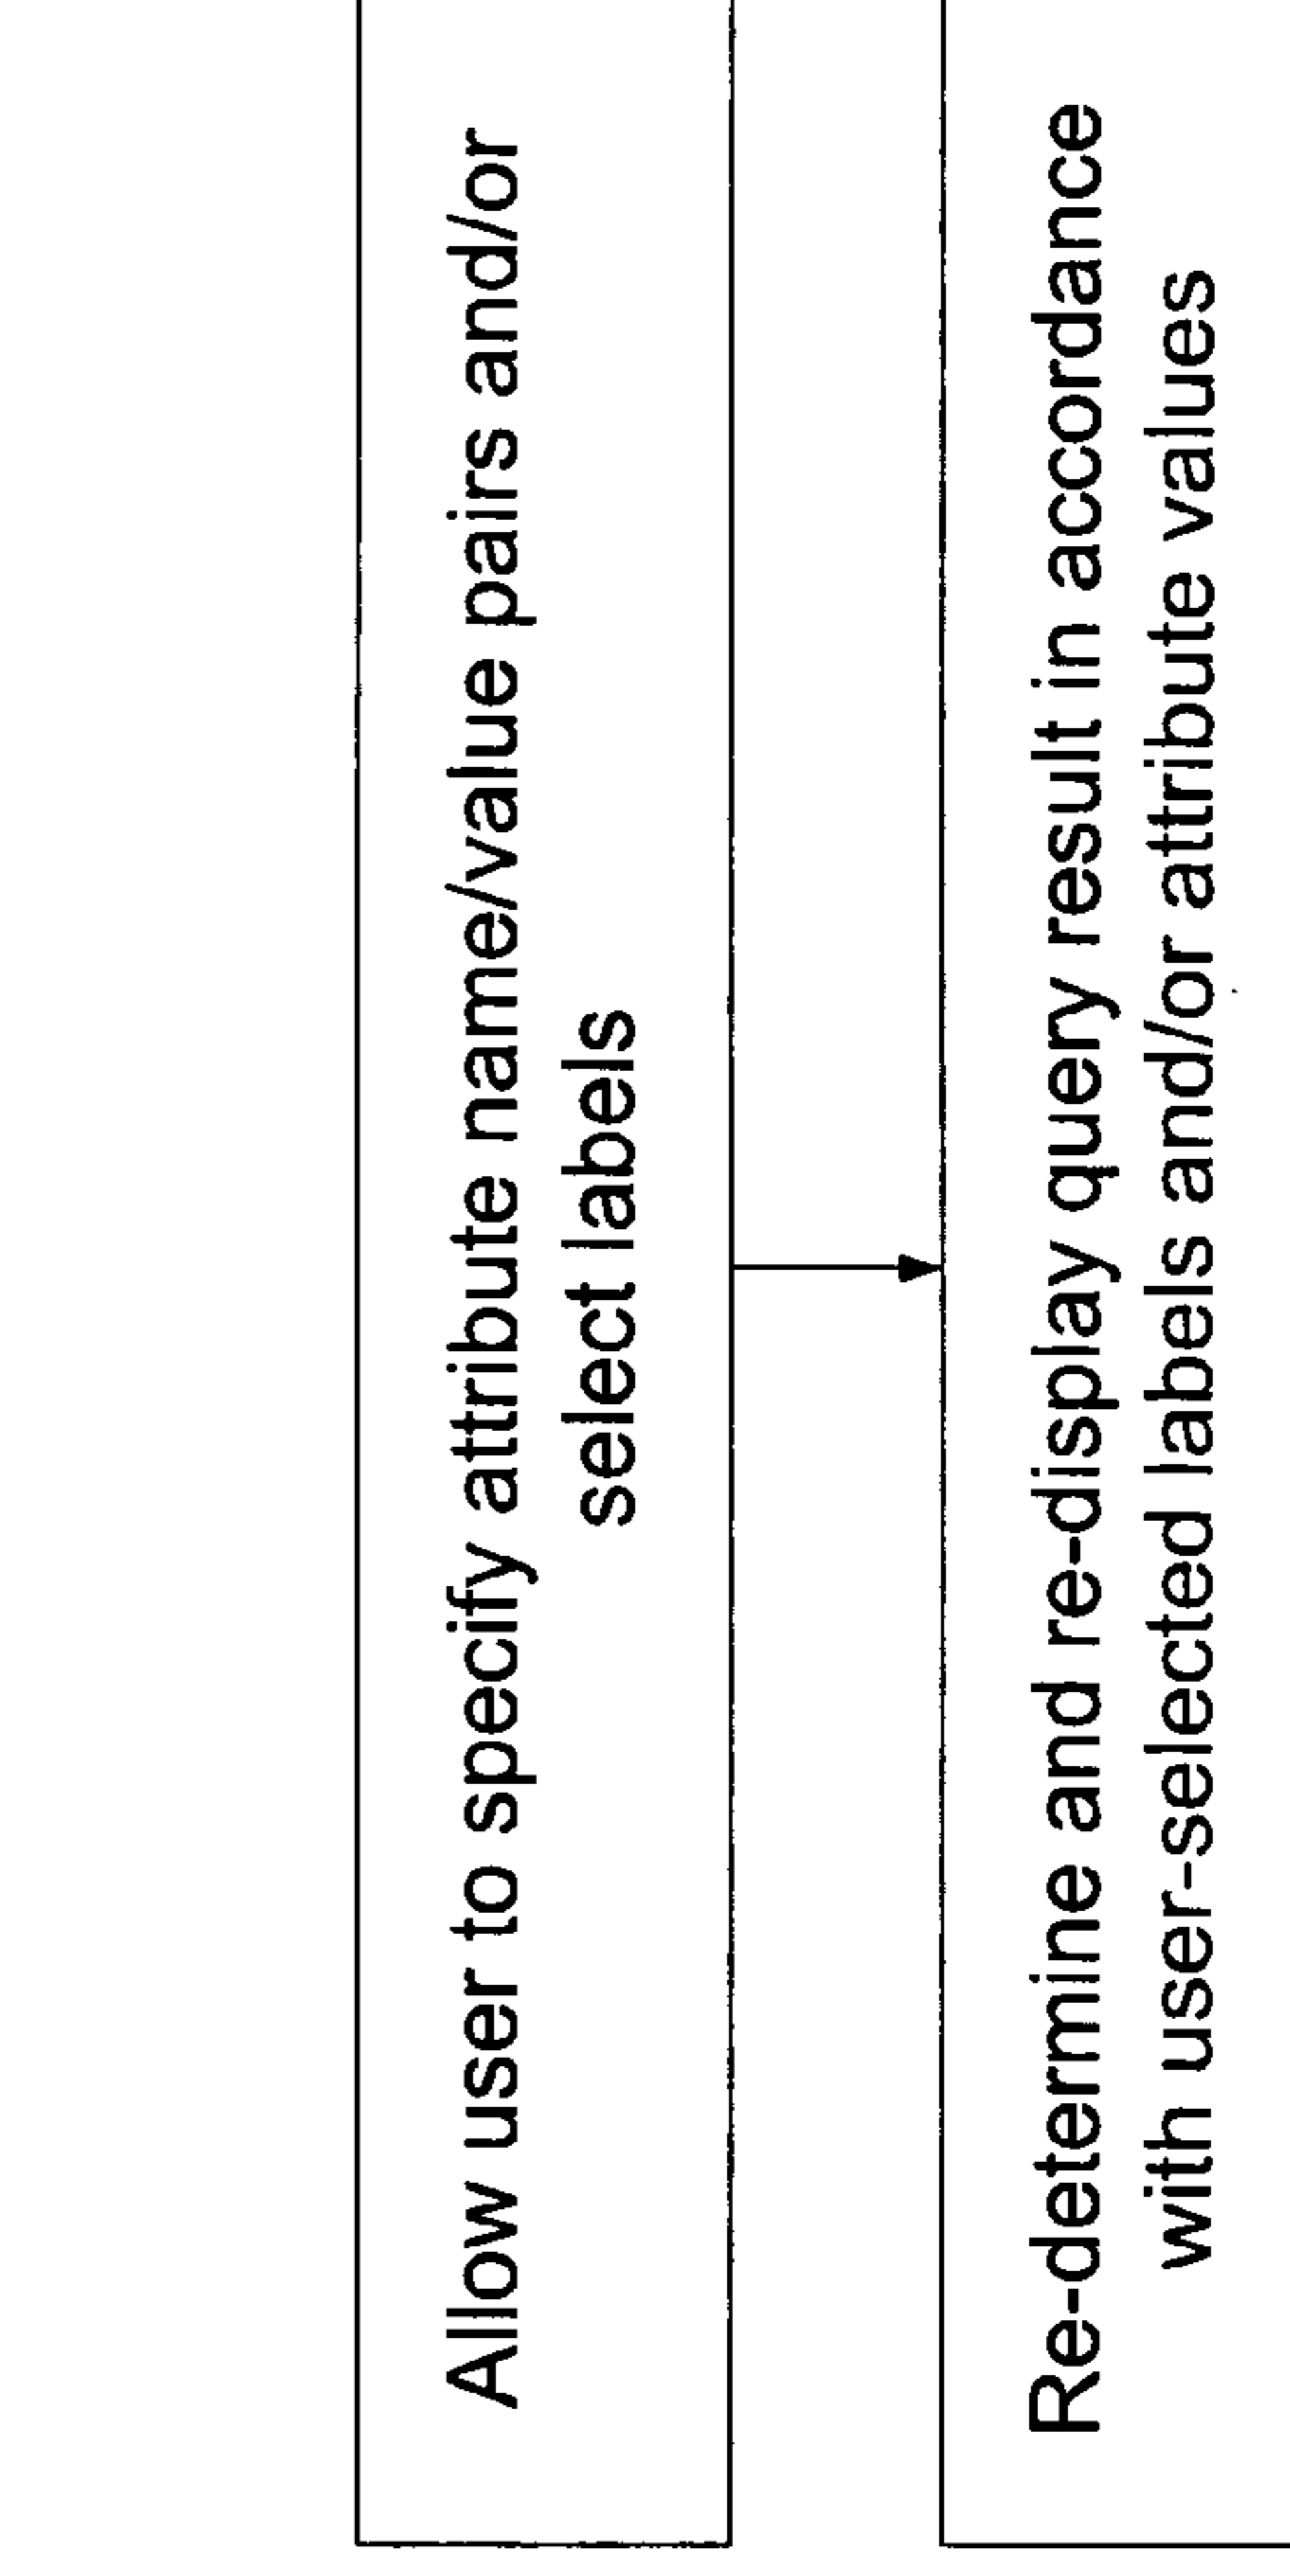 Allow user to specify attribute name/value pairs and/or
select labels
Re-determine and re-display query result in accordance
with user-selected labels and/or attribute values